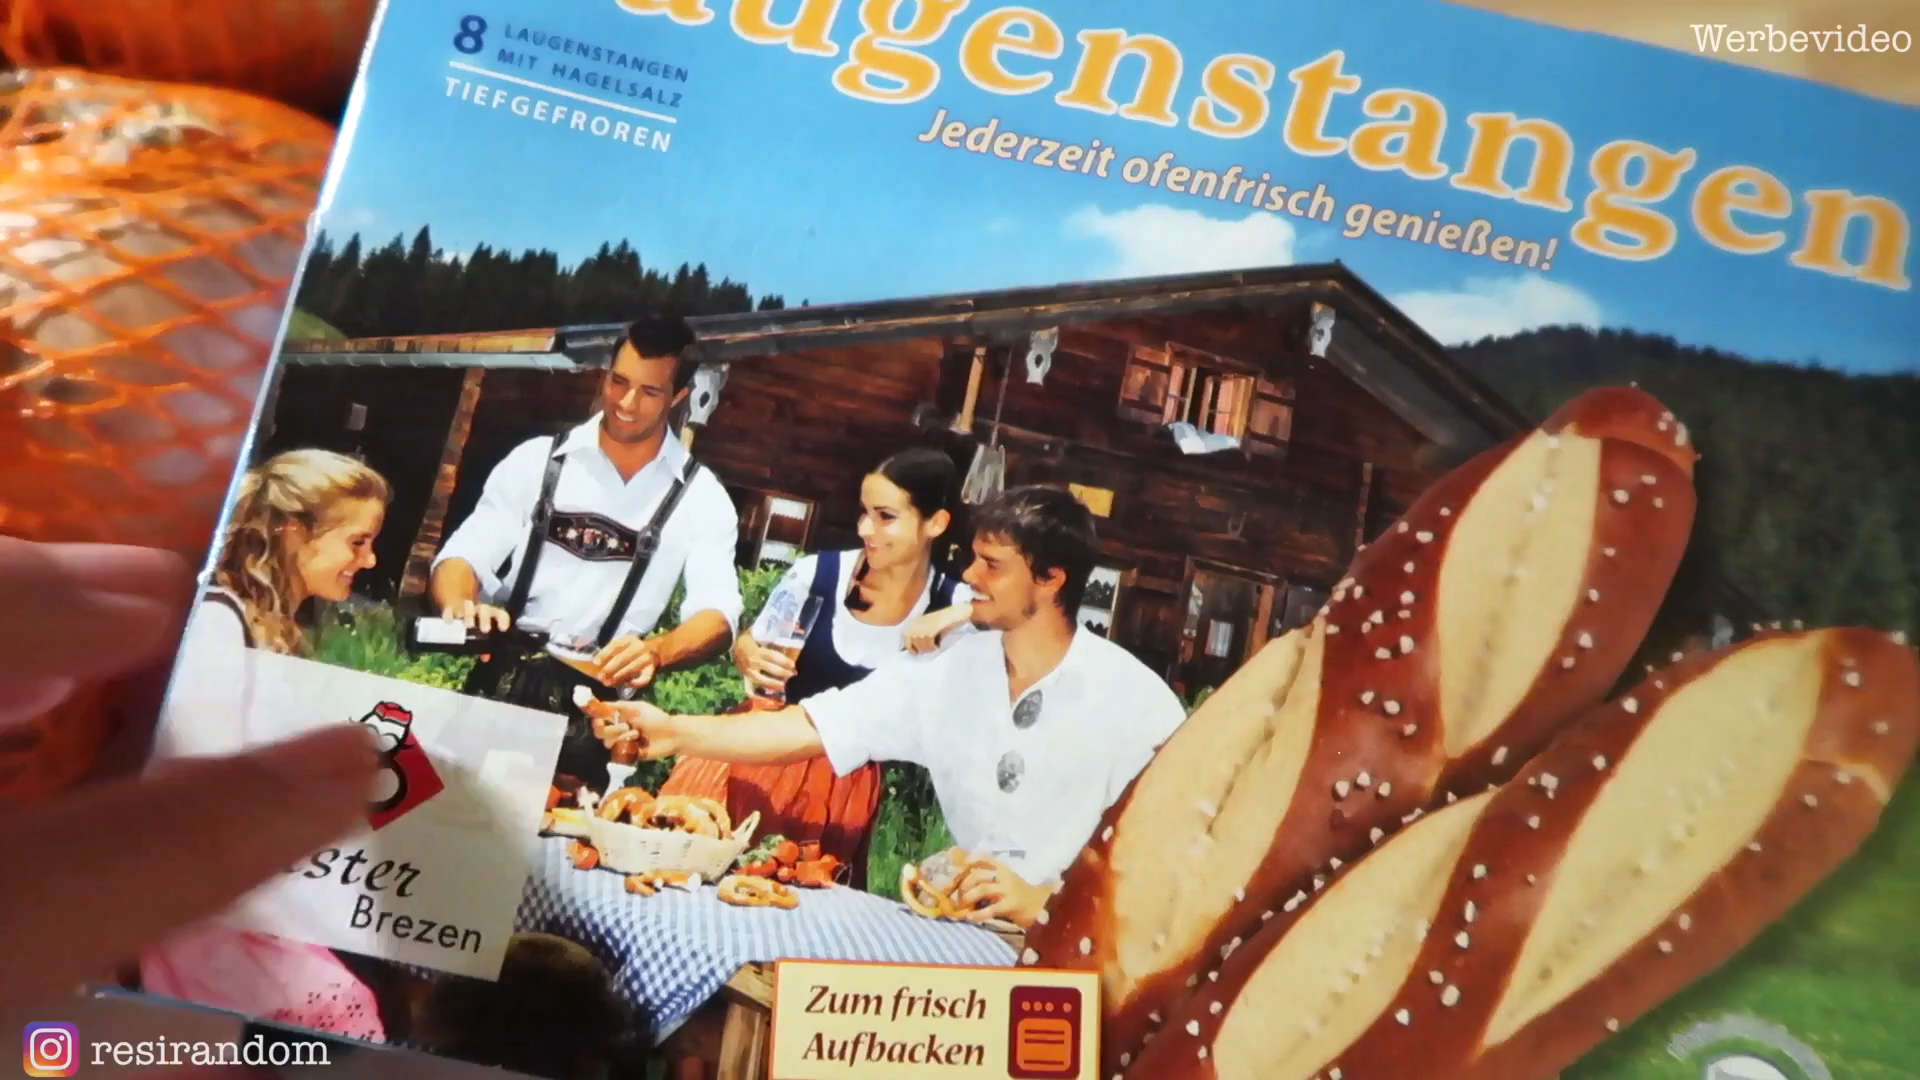 Werbevideo
8 LAUGENSTANGEN
MIT HAGELSALZ
TIEFGEFROREN
augenstangen
Jederzeit ofenfrisch genießen!
ster
Brezen
Zum frisch
Aufbacken
resirandom